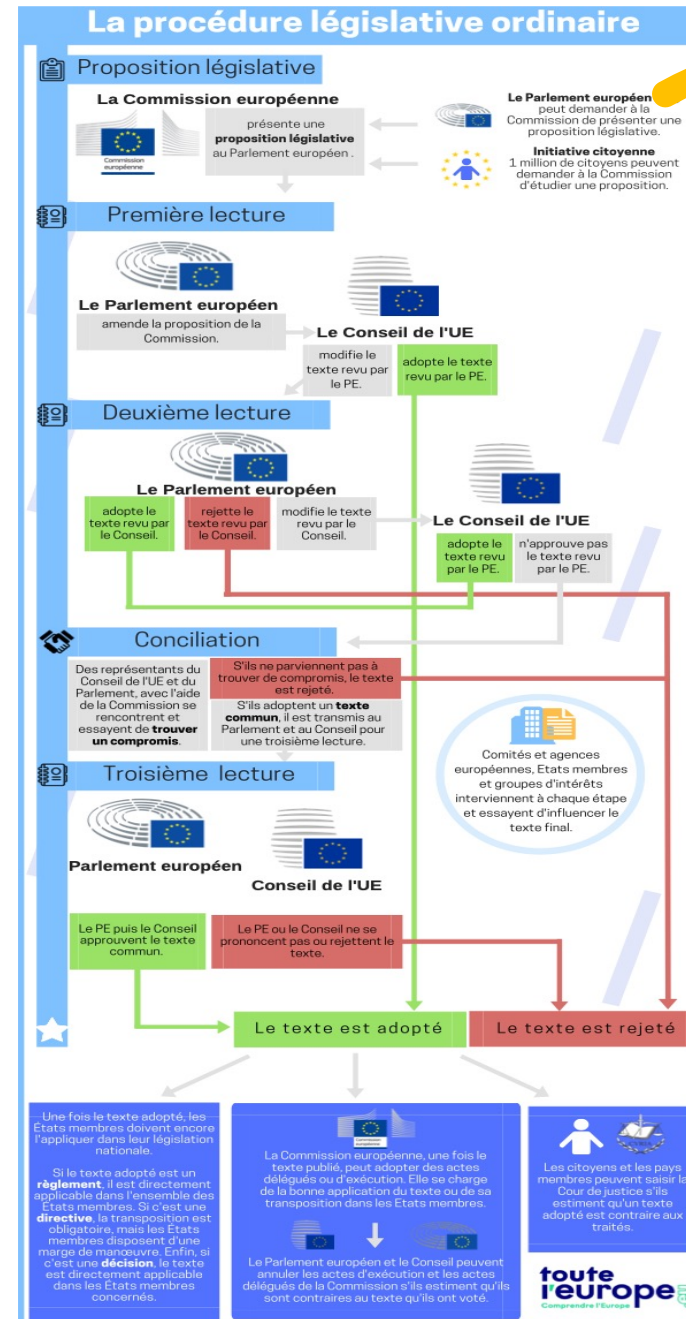 La procédure législative ordinaire
Proposition législative
La Commission européenne
Commission
européenne
présente une
proposition législative
au Parlement européen .
Le Parlement européen
peut demander à la
Commission de présenter une
proposition législative.
Initiative citoyenne
1 million de citoyens peuvent
demander à la Commission
d'étudier une proposition.
Première lecture
Le Parlement européen
amende la proposition de la
Commission.
Le Conseil de l'UE
modifie le
texte revu par
le PE.
adopte le texte
revu par le PE.
Deuxième lecture
Le Parlement européen
adopte le
texte revu par
le Conseil.
rejette le
texte revu par
le Conseil.
modifie le texte
revu par le
Conseil.
Le Conseil de l'UE
adopte le
texte revu
par le PE.
n'approuve pas
le texte revu
par le PE.
Conciliation
Des représentants du
Conseil de l'UE et du
Parlement, avec l'aide
de la Commission se
rencontrent et
essayent de trouver
un compromis.
S'ils ne parviennent pas à
trouver de compromis, le texte
est rejeté.
S'ils adoptent un texte
commun, il est transmis au
Parlement et au Conseil pour
une troisième lecture.
Comités et agences
européennes, Etats membres
et groupes d'intérêts
interviennent à chaque étape
et essayent d'influencer le
texte final.
Troisième lecture
Parlement européen
Conseil de l'UE
Le PE puis le Conseil
approuvent le texte
commun.
Le PE ou le Conseil ne se
prononcent pas ou rejettent le
texte.
Le texte est adopté
Le texte est rejeté
Une fois le texte adopté, les
États membres doivent encore
l'appliquer dans leur législation
nationale.
Si le texte adopté est un
règlement, il est directement
applicable dans l'ensemble des
États membres. Si c'est une
directive, la transposition est
obligatoire, mais les États
membres disposent d'une
marge de manœuvre. Enfin, si
c'est une décision, le texte
est directement applicable
dans les États membres
concernés.
Commission
européenne
La Commission européenne, une fois le
texte publié, peut adopter des actes
délégués ou d'exécution. Elle se charge
de la bonne application du texte ou de sa
transposition dans les Etats membres.
Le Parlement européen et le Conseil peuvent
annuler les actes d'exécution et les actes
délégués de la Commission s'ils estiment qu'ils
sont contraires au texte qu'ils ont voté.
CVRIA
Les citoyens et les pays
membres peuvent saisir la
Cour de justice s'ils
estiment qu'un texte
adopté est contraire aux
traités.
toute
l'europe
Comprendre l'Europe